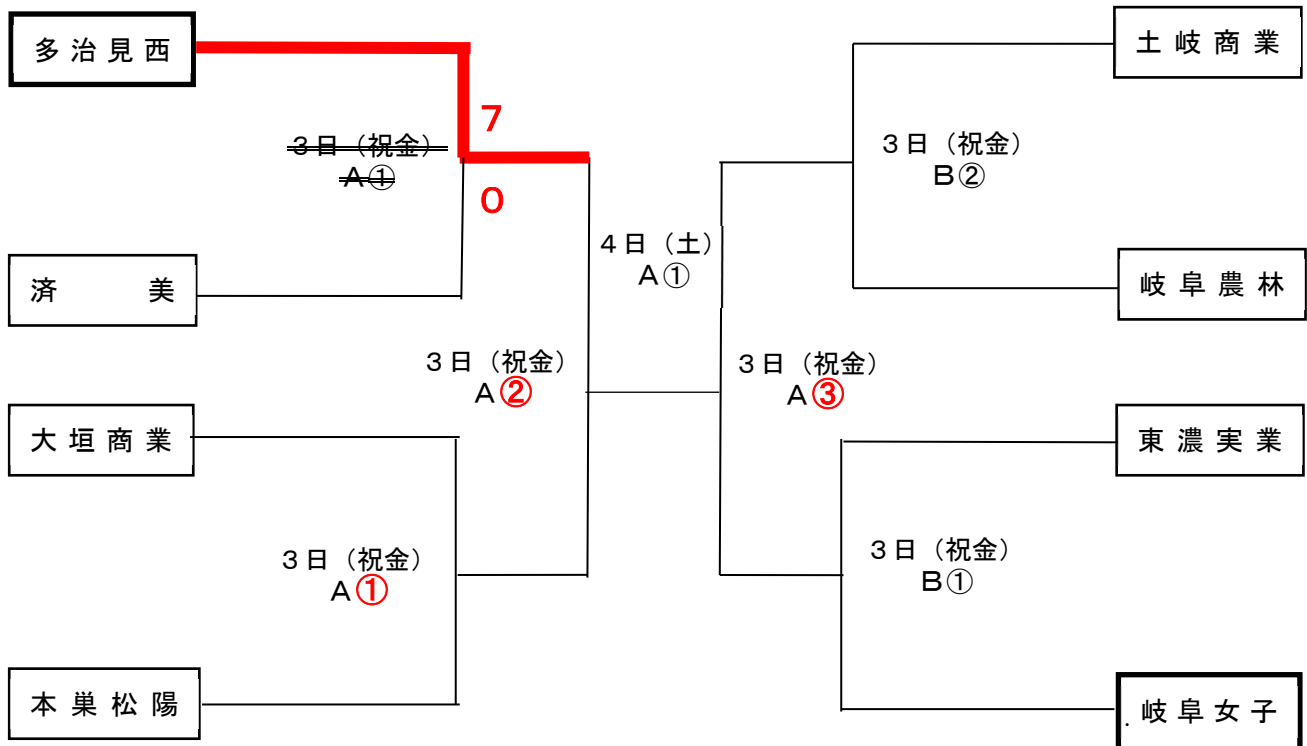 多治見西
3日（祝金）
A①
7
0
済　　美
3日（祝金）
A②
大垣商業
3日（祝金）
A①
本巣松陽
4日（土）
A①
土岐商業
3日（祝金）
B②
岐阜農林
3日（祝金）
A③
東濃実業
3日（祝金）
B①
.岐阜女子